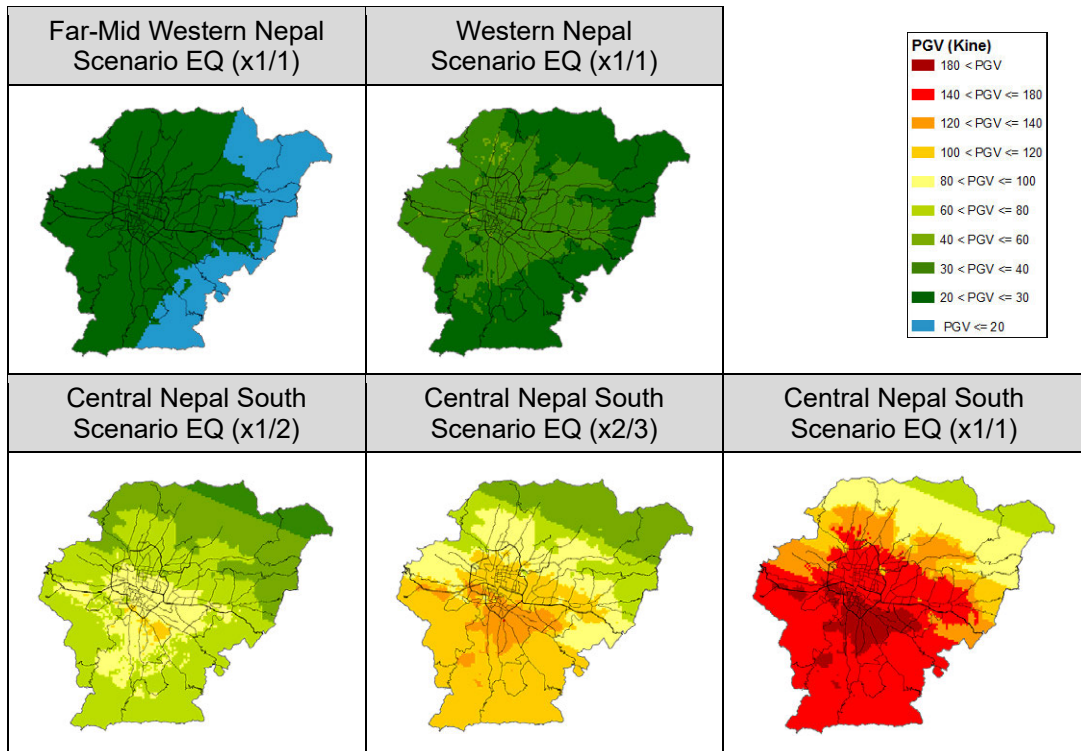 Far-Mid Western Nepal
Scenario EQ (x1/1)
Western Nepal
Scenario EQ (x1/1)
PGV (Kine)
180 < PGV
140 < PGV <= 180
120 < PGV <= 140
100 < PGV <= 120
80 < PGV <= 100
60 < PGV <= 80
40 < PGV <= 60
30 < PGV <= 40
20 < PGV <= 30
PGV <= 20
Central Nepal South
Scenario EQ (x1/2)
Central Nepal South
Scenario EQ (x2/3)
Central Nepal South
Scenario EQ (x1/1)